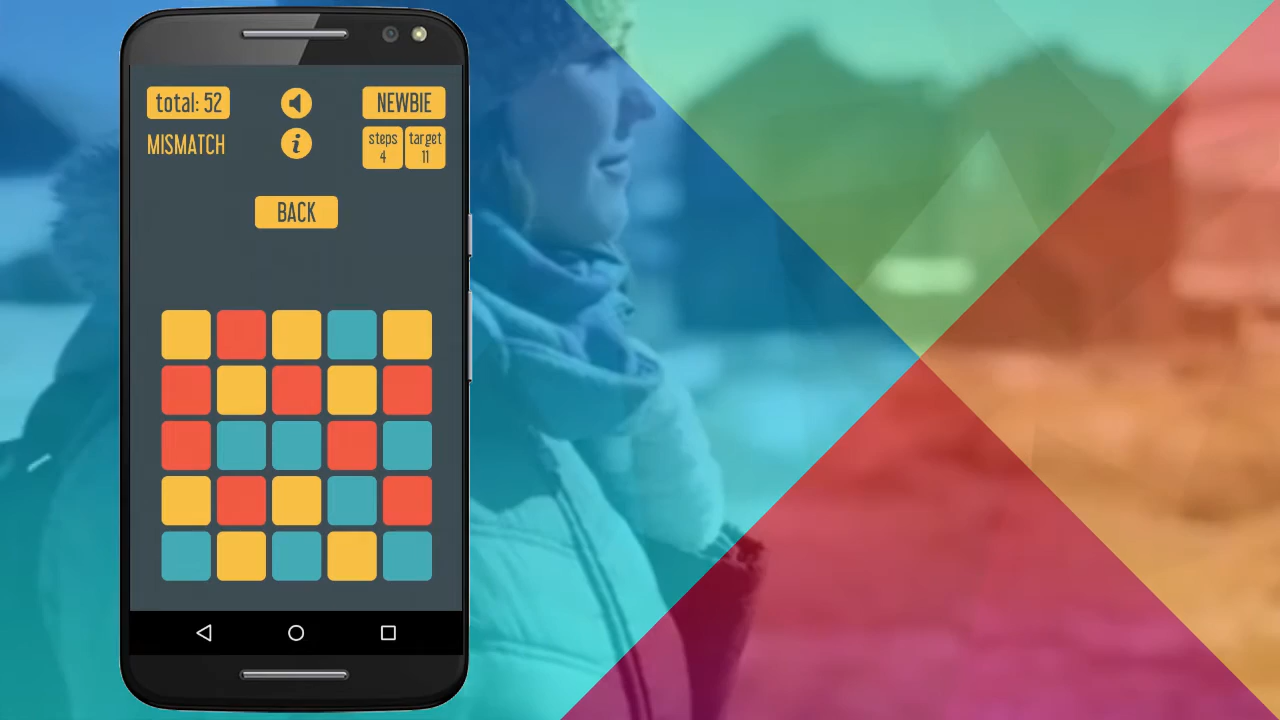 total: 52
NEWBIE
MISMATCH
i
steps
4
target
11
BACK